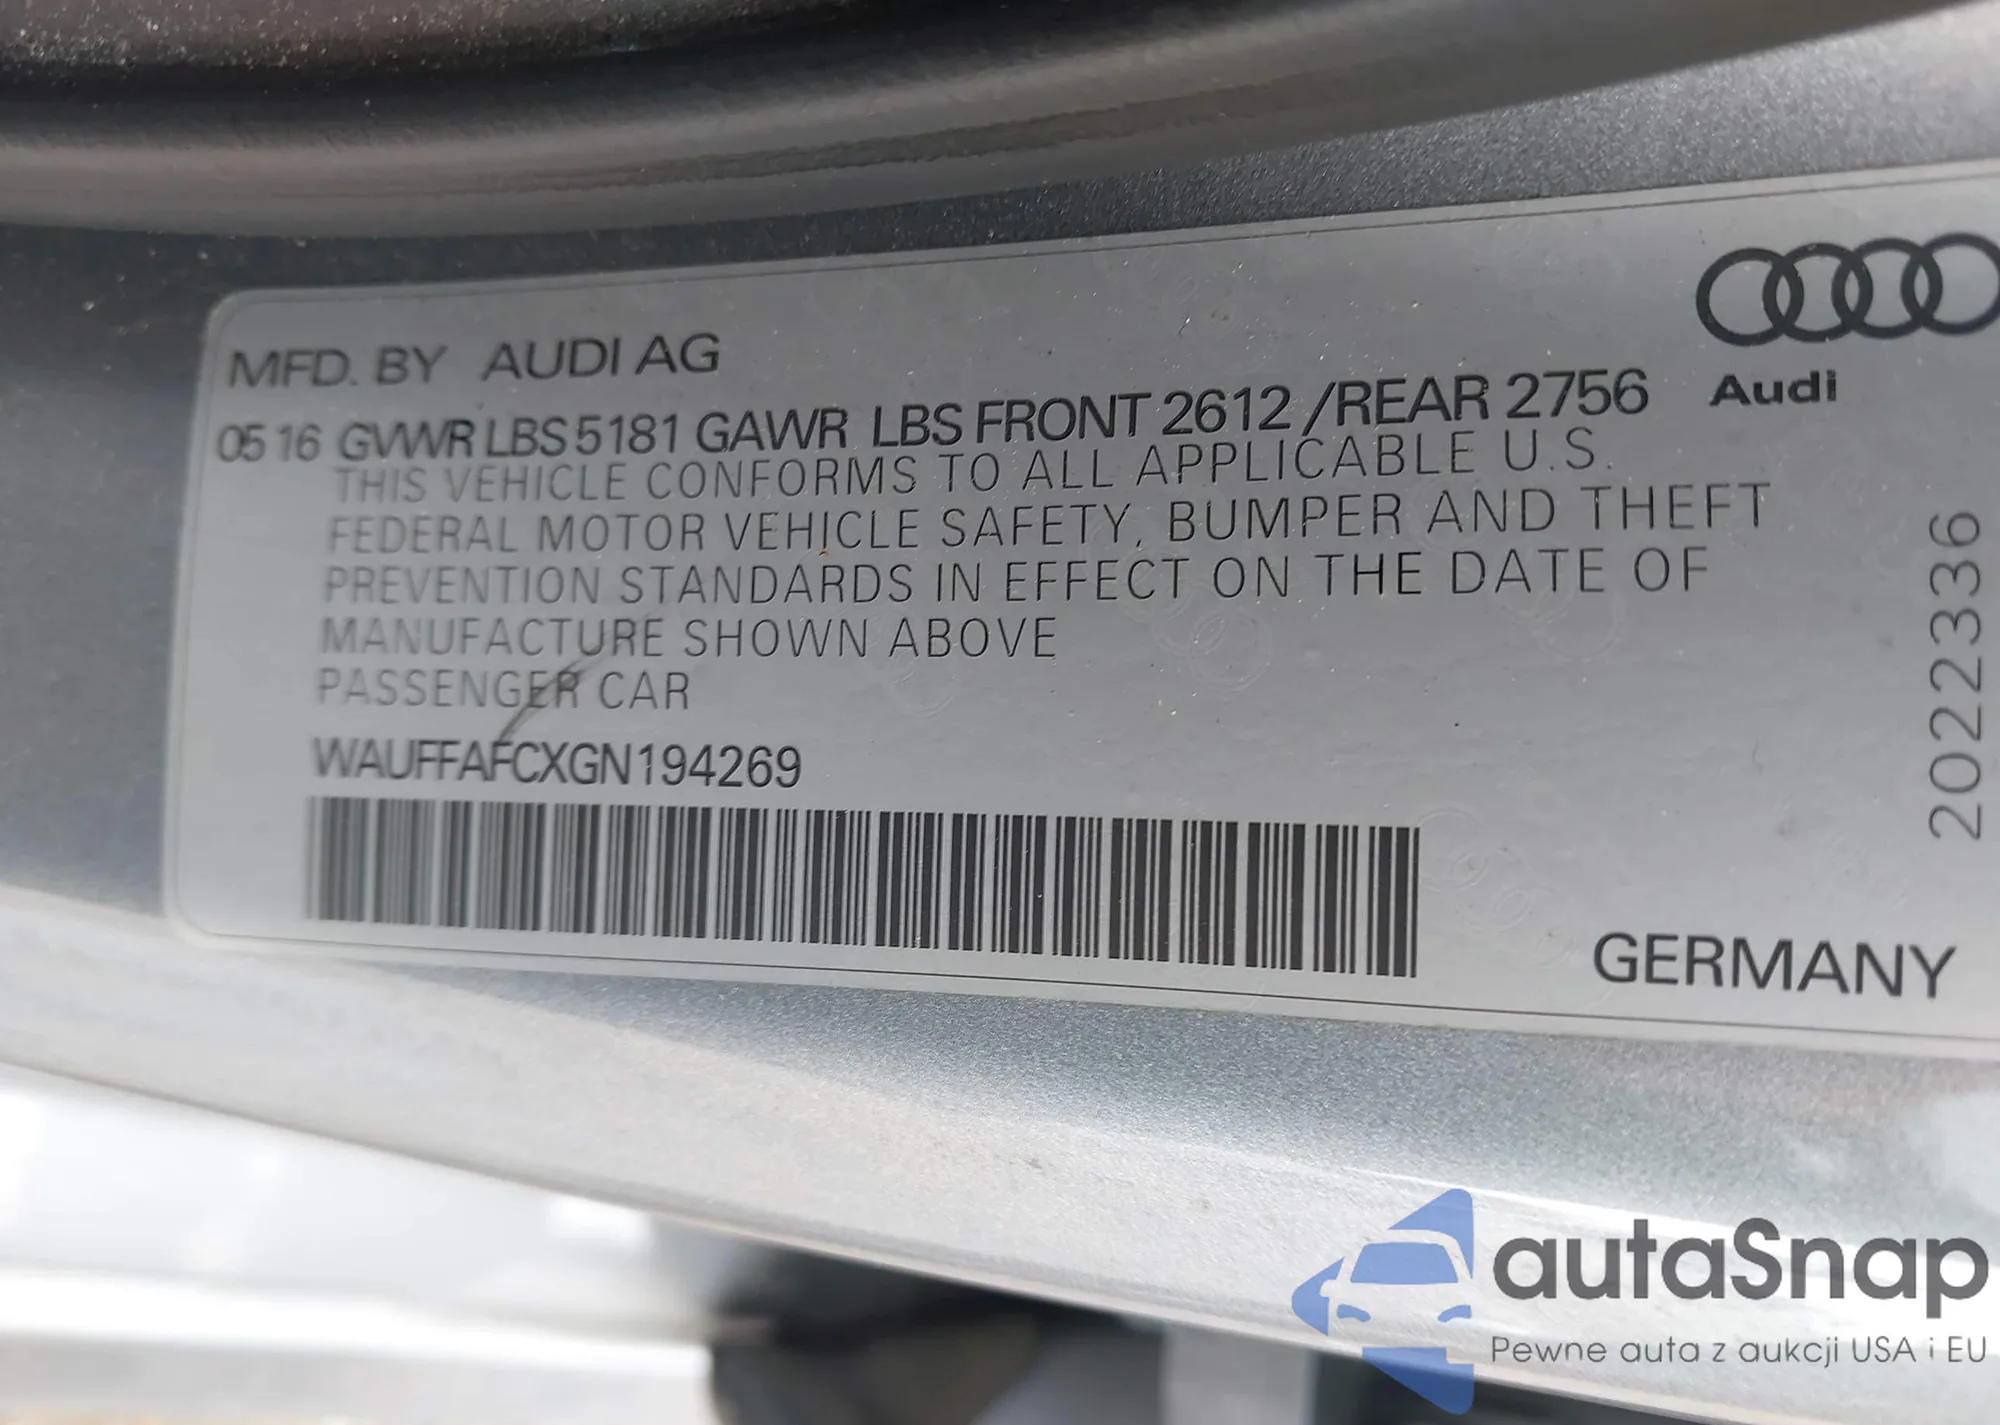 MFD. BY AUDI AG
05 16 GVWR LBS 5181 GAWR LBS FRONT 2612 /REAR 2756
THIS VEHICLE CONFORMS TO ALL APPLICABLE U.S.
FEDERAL MOTOR VEHICLE SAFETY, BUMPER AND THEFT
PREVENTION STANDARDS IN EFFECT ON THE DATE OF
MANUFACTURE SHOWN ABOVE
PASSENGER CAR
WAUFFAFCXGN194269
Audi
2022336
GERMANY
autaSnap
Pewne auta z aukcji USA i EU